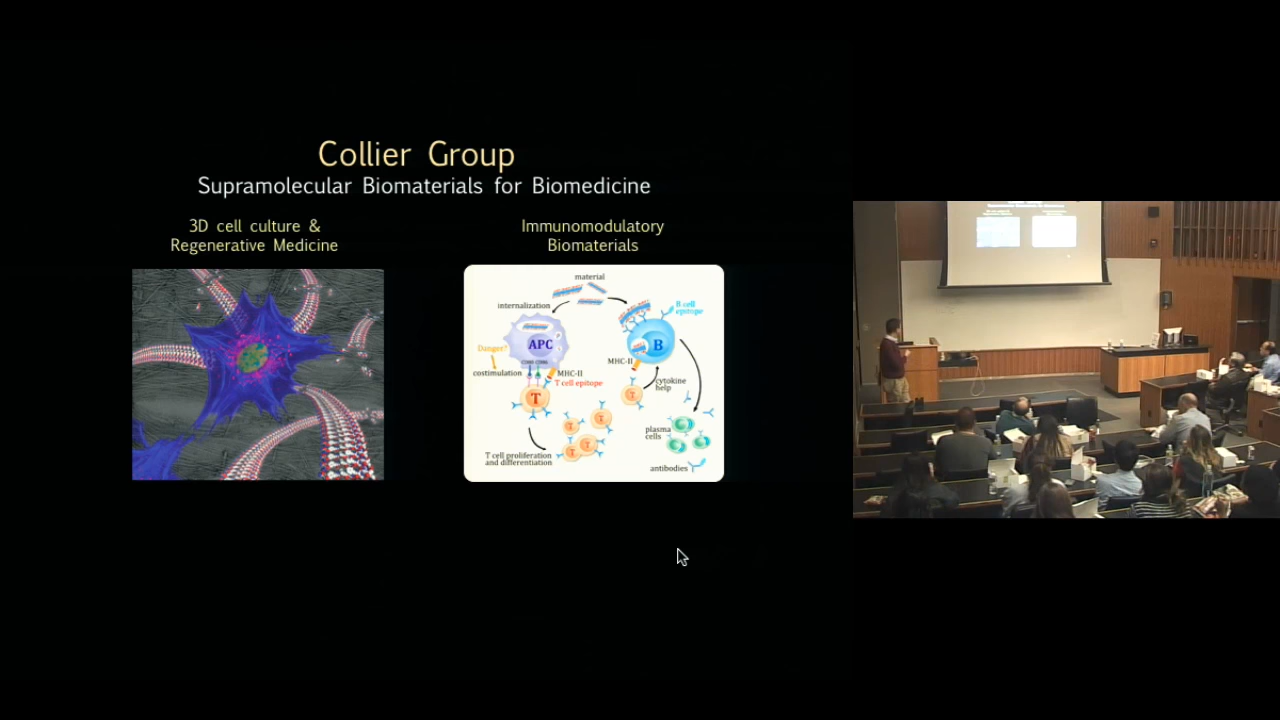 Collier Group
Supramolecular Biomaterials for Biomedicine
3D cell culture &
Regenerative Medicine
Immunomodulatory
Biomaterials
material
internalization
B cell
epitope
APC
B
Danger?
MHC-II
costimulation
MHC-II
T cell epitope
cytokine
help
T
T
T
T
T
T
plasma
cells
T cell proliferation
and differentiation
antibodies